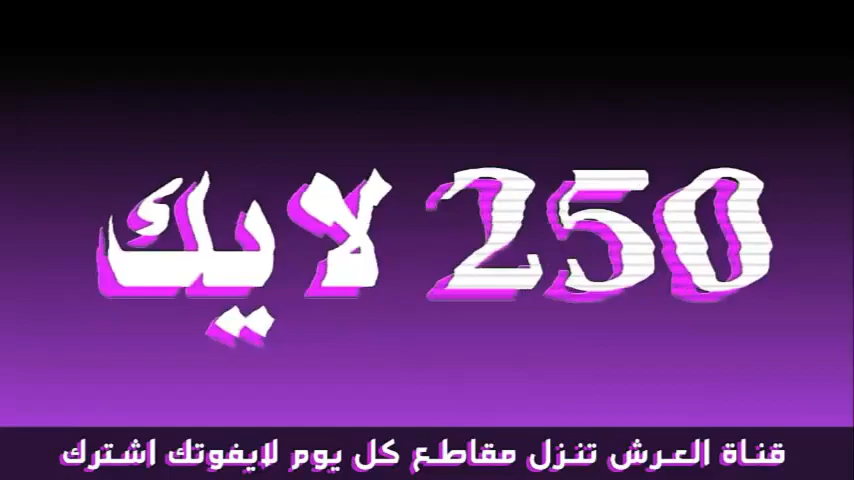 250 لايك
قناة العرش تنزل مقاطع كل يوم لايفوتك اشترك